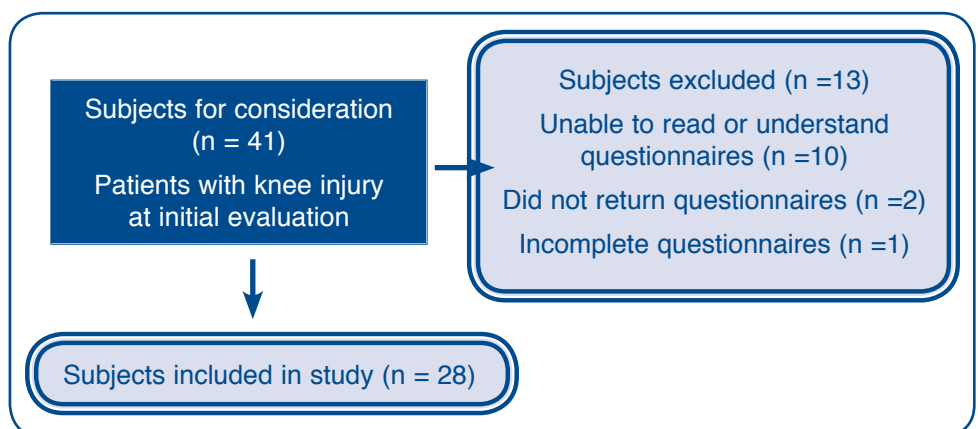 Subjects for consideration
(n = 41)
Patients with knee injury
at initial evaluation
Subjects excluded (n =13)
Unable to read or understand
questionnaires (n =10)
Did not return questionnaires (n =2)
Incomplete questionnaires (n =1)
Subjects included in study (n = 28)